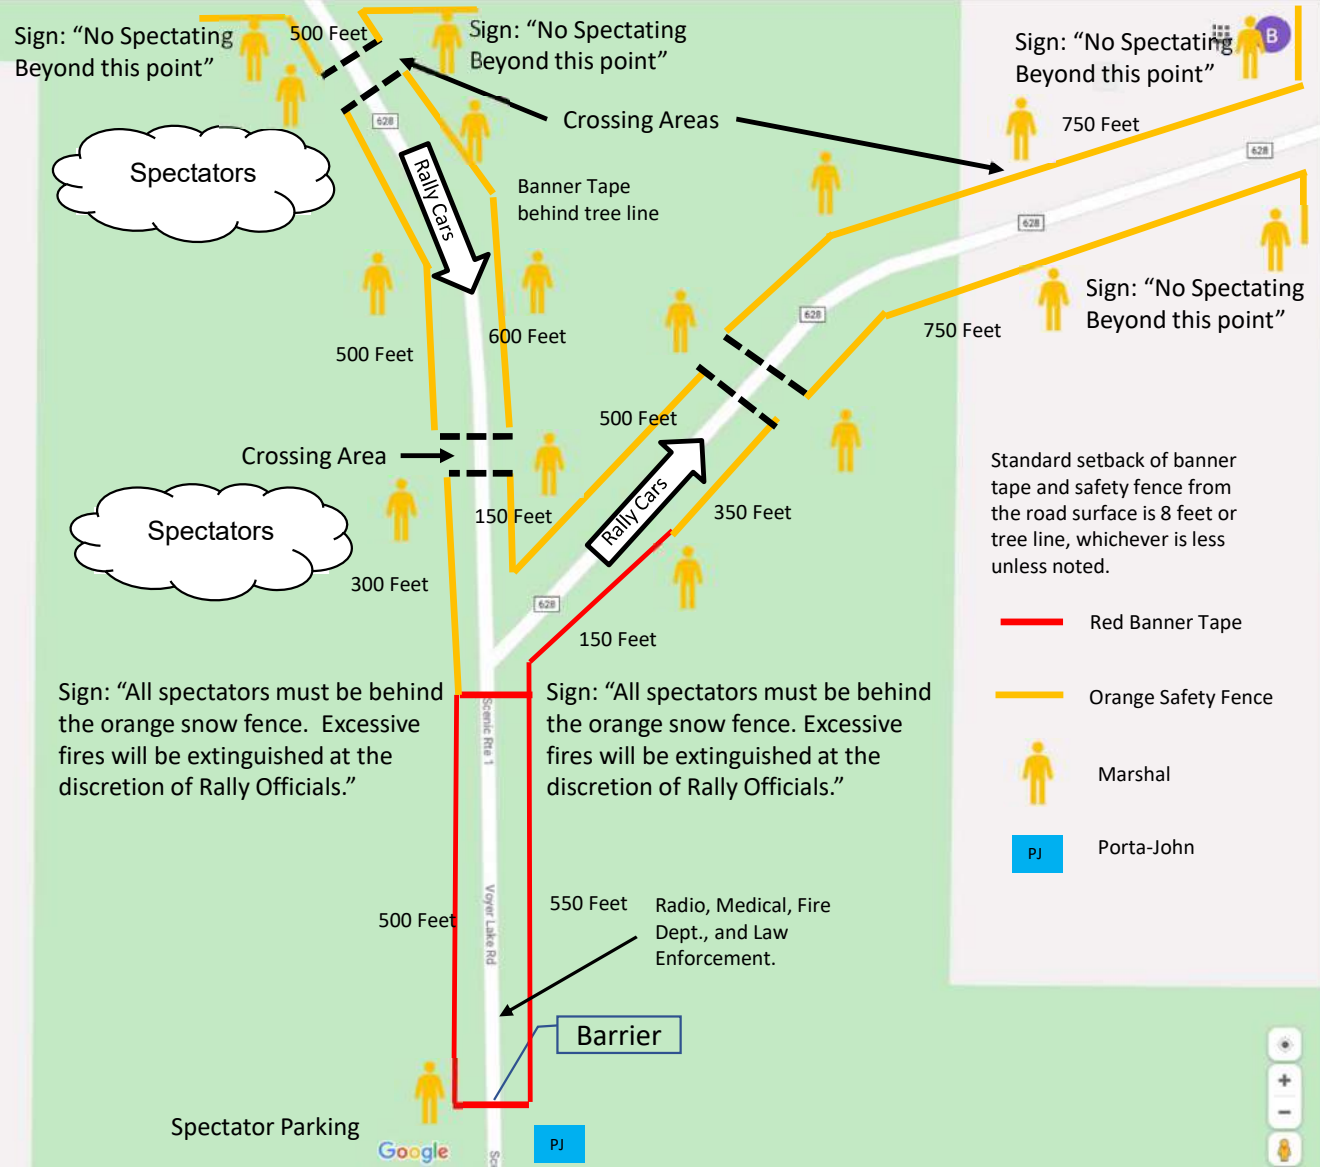 Sign: “No Spectating
Beyond this point”
500 Feet
Sign: “No Spectating
Beyond this point”
Sign: “No Spectating
Beyond this point”
B
Crossing Areas
750 Feet
628
628
Spectators
Rally Cars
Banner Tape
behind tree line
628
Sign: “No Spectating
Beyond this point”
628
750 Feet
600 Feet
500 Feet
500 Feet
Crossing Area
Rally Cars
Standard setback of banner
tape and safety fence from
the road surface is 8 feet or
tree line, whichever is less
unless noted.
150 Feet
350 Feet
Spectators
300 Feet
628
150 Feet
Red Banner Tape
Sign: “All spectators must be behind
the orange snow fence.  Excessive
fires will be extinguished at the
discretion of Rally Officials.”
Scenic Rte 1
Sign: “All spectators must be behind
the orange snow fence. Excessive
fires will be extinguished at the
discretion of Rally Officials.”
Orange Safety Fence
Marshal
PJ
Porta-John
500 Feet
Voyer Lake Rd
550 Feet
Radio, Medical, Fire
Dept., and Law
Enforcement.
Barrier
Spectator Parking
Google
PJ